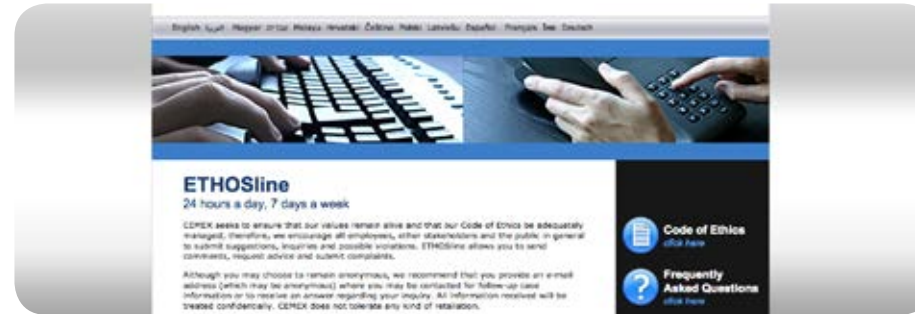 English العربية Magyar עברית Melayu Hrvatski Čeština Polski Latviešu Español Français ไทย Deutsch
ETHOSline
24 hours a day, 7 days a week
CEMEX seeks to ensure that our values remain alive and that our Code of Ethics be adequately
managed, therefore, we encourage all employees, other stakeholders and the public in general
to submit suggestions, inquiries and possible violations. ETHOSline allows you to send
comments, request advice and submit complaints.
Although you may choose to remain anonymous, we recommend that you provide an e-mail
address (which may be anonymous) where you may be contacted for follow-up case
information or to receive an answer regarding your inquiry. All information received will be
treated confidentially. CEMEX does not tolerate any kind of retaliation.
Code of Ethics
click here
Frequently
Asked Questions
click here